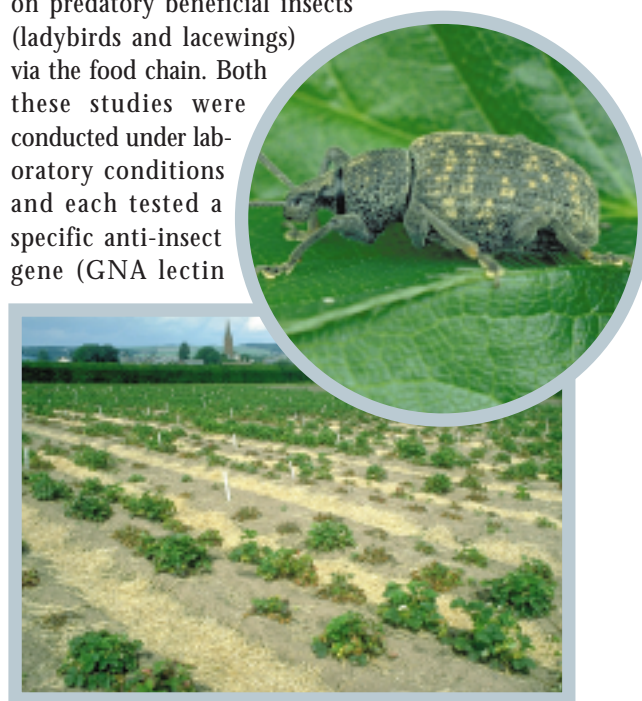 on predatory beneficial insects
(ladybirds and lacewings)
via the food chain. Both
these studies were
conducted under lab-
oratory conditions
and each tested a
specific anti-insect
gene (GNA lectin